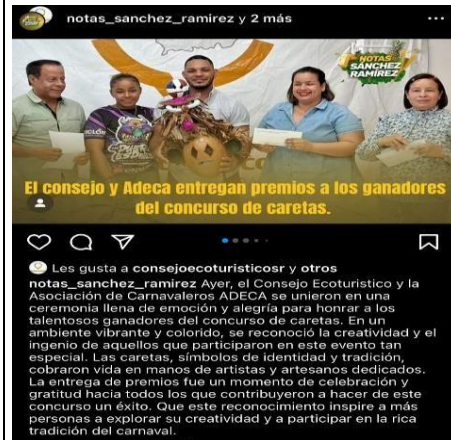 notas_sanchez_ramirez y 2 más
NOTAS
SÁNCHEZ
RAMÍREZ
El consejo y Adeca entregan premios a los ganadores
del concurso de caretas.
Les gusta a consejoecoturisticosr y otros
notas_sanchez_ramirez Ayer, el Consejo Ecoturistico y la
Asociación de Carnavaleros ADECA se unieron en una
ceremonia llena de emoción y alegría para honrar a los
talentosos ganadores del concurso de caretas. En un
ambiente vibrante y colorido, se reconoció la creatividad y el
ingenio de aquellos que participaron en este evento tan
especial. Las caretas, símbolos de identidad y tradición,
cobraron vida en manos de artistas y artesanos dedicados.
La entrega de premios fue un momento de celebración y
gratitud hacia todos los que contribuyeron a hacer de este
concurso un éxito. Que este reconocimiento inspire a más
personas a explorar su creatividad y a participar en la rica
tradición del carnaval.